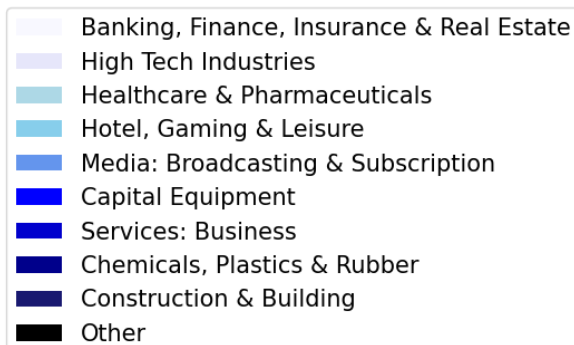 Banking, Finance, Insurance & Real Estate
High Tech Industries
Healthcare & Pharmaceuticals
Hotel, Gaming & Leisure
Media: Broadcasting & Subscription
Capital Equipment
Services: Business
Chemicals, Plastics & Rubber
Construction & Building
Other